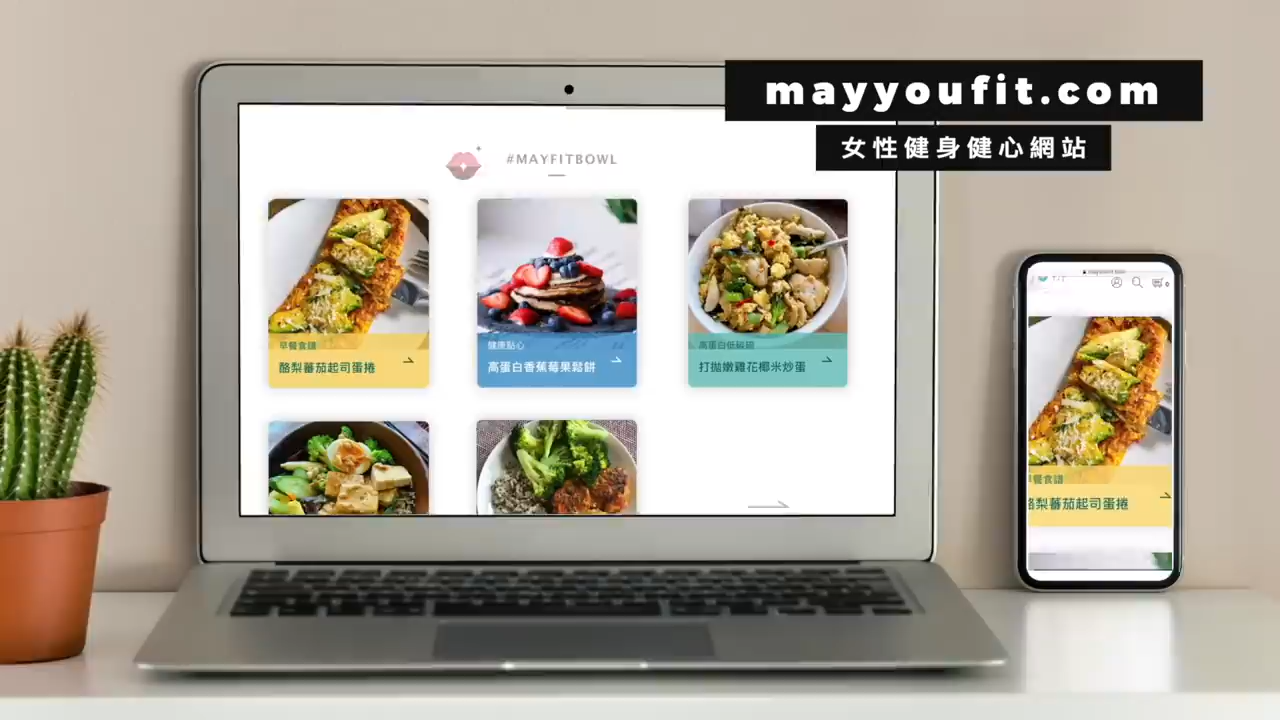 mayyoufit.com
女性健身健心網站
#MAYFITBOWL
早餐食譜
酪梨蕃茄起司蛋捲
健康點心
高蛋白香蕉莓果鬆餅
高蛋白低碳碗
打拋嫩雞花椰米炒蛋
早餐食譜
酪梨蕃茄起司蛋捲